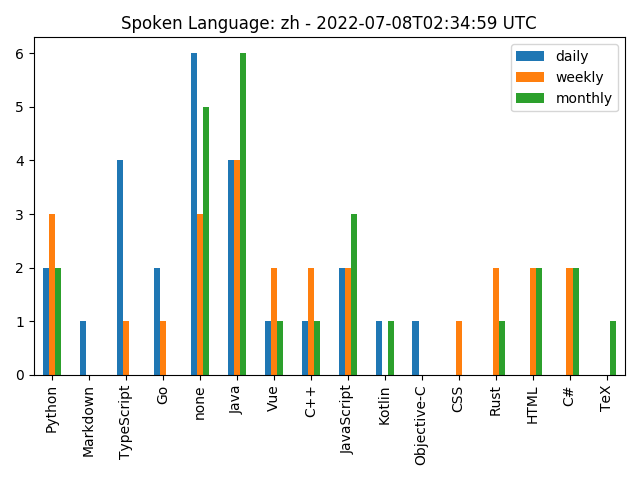 Spoken Language: zh - 2022-07-08T02:34:59 UTC
daily
weekly
monthly
6
5
4
3
2
1
0
Python
Markdown
TypeScript
Go
none
Java
Vue
C++
JavaScript
Kotlin
Objective-C
CSS
Rust
HTML
C#
TeX